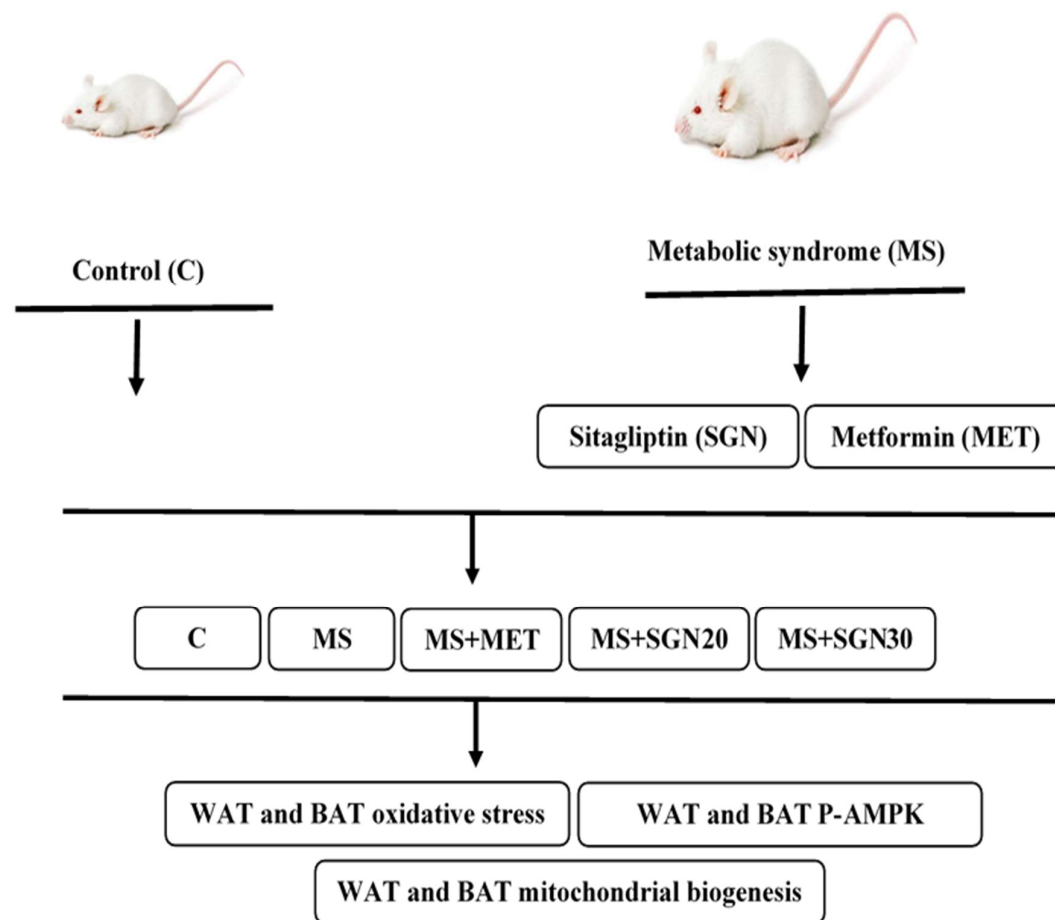 Control (C)
Metabolic syndrome (MS)
Sitagliptin (SGN)
Metformin (MET)
C
MS
MS+MET
MS+SGN20
MS+SGN30
WAT and BAT oxidative stress
WAT and BAT P-AMPK
WAT and BAT mitochondrial biogenesis